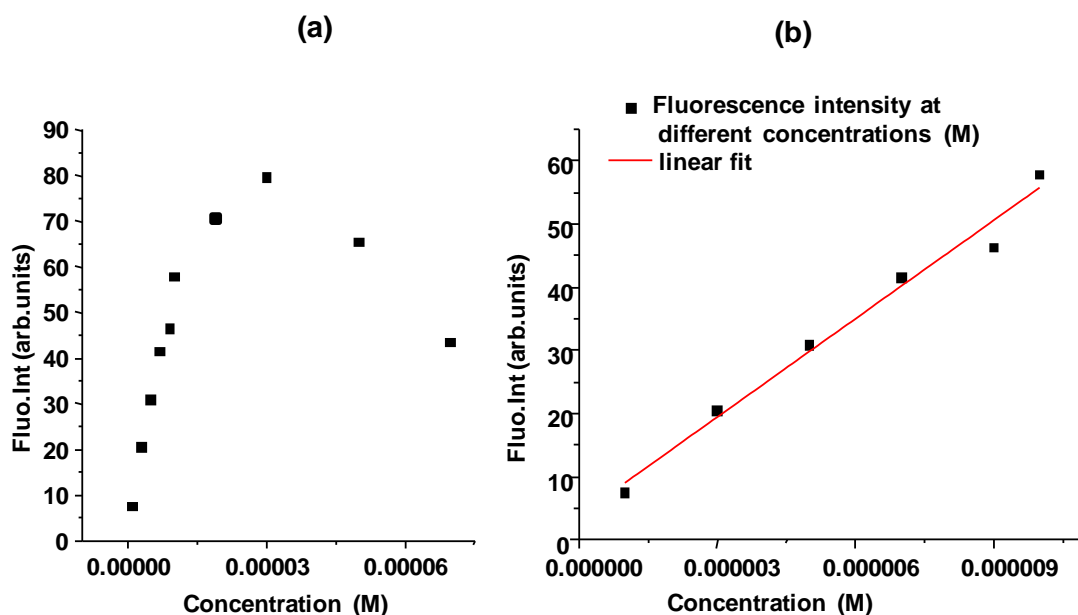 (a)
90
80
70
60
50
40
30
20
10
0
Fluo.Int (arb.units)
0.00000
0.00003
0.00006
Concentration (M)
(b)
Fluorescence intensity at
different concentrations (M)
linear fit
60
50
40
30
20
10
0
Fluo.Int (arb.units)
0.000000
0.000003
0.000006
0.000009
Concentration (M)